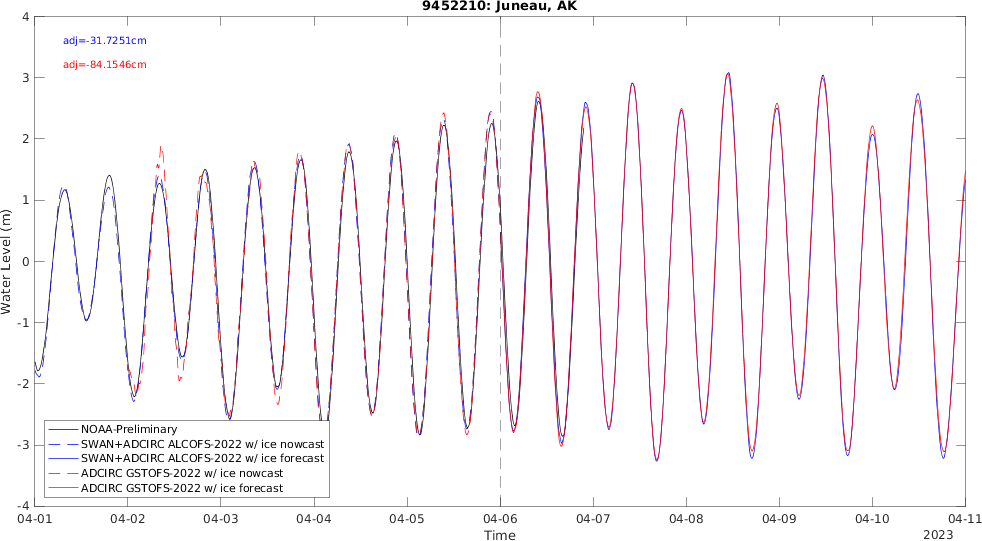 9452210: Juneau, AK
adj=-31.7251cm
adj=-84.1546cm
Water Level (m)
4
3
2
1
0
-1
-2
-3
-4
NOAA-Preliminary
SWAN+ADCIRC ALCOFS-2022 w/ ice nowcast
SWAN+ADCIRC ALCOFS-2022 w/ ice forecast
ADCIRC GSTOFS-2022 w/ ice nowcast
ADCIRC GSTOFS-2022 w/ ice forecast
04-01 04-02 04-03 04-04 04-05 04-06 04-07 04-08 04-09 04-10 04-11
Time
2023